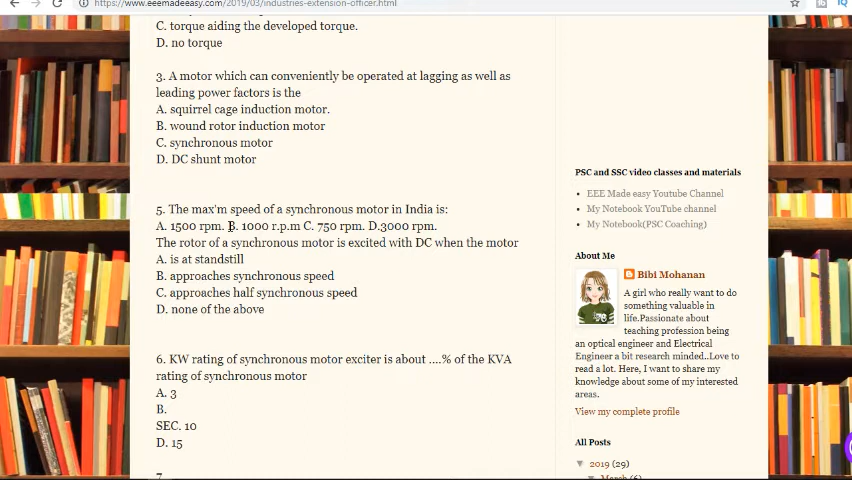 https://www.eeemadeeasy.com/2019/03/industries-extension-officer.html
C. torque aiding the developed torque.
D. no torque
3. A motor which can conveniently be operated at lagging as well as
leading power factors is the
A. squirrel cage induction motor.
B. wound rotor induction motor
C. synchronous motor
D. DC shunt motor
5. The max'm speed of a synchronous motor in India is:
A. 1500 rpm. B. 1000 r.p.m C. 750 rpm. D.3000 rpm.
The rotor of a synchronous motor is excited with DC when the motor
A. is at standstill
B. approaches synchronous speed
C. approaches half synchronous speed
D. none of the above
6. KW rating of synchronous motor exciter is about ....% of the KVA
rating of synchronous motor
A. 3
B.
SEC. 10
D. 15
7
PSC and SSC video classes and materials
EEE Made easy Youtube Channel
My Notebook YouTube channel
My Notebook(PSC Coaching)
About Me
Bibi Mohanan
A girl who really want to do
something valuable in
life.Passionate about
teaching profession being
an optical engineer and Electrical
Engineer a bit research minded..Love to
read a lot. Here, I want to share my
knowledge about some of my interested
areas.
View my complete profile
All Posts
▼ 2019 (29)
▼ March (6)